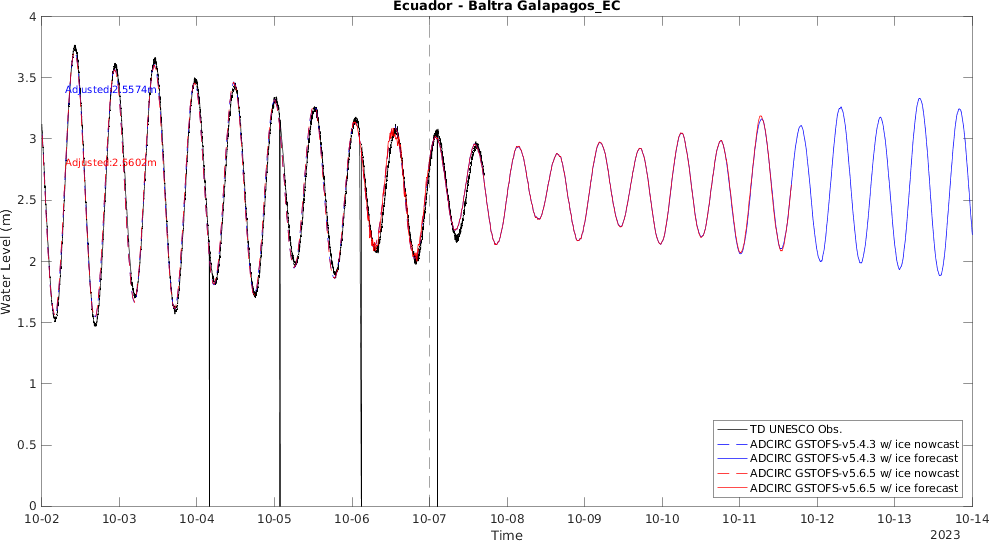 Ecuador - Baltra Galapagos_EC
4
3.5
3
2.5
2
1.5
1
0.5
0
Water Level (m)
Adjusted:2.5574m
Adjusted:2.5602m
TD UNESCO Obs.
ADCIRC GSTOFS-v5.4.3 w/ ice nowcast
ADCIRC GSTOFS-v5.4.3 w/ ice forecast
ADCIRC GSTOFS-v5.6.5 w/ ice nowcast
ADCIRC GSTOFS-v5.6.5 w/ ice forecast
10-02 10-03 10-04 10-05 10-06 10-07 10-08 10-09 10-10 10-11 10-12 10-13 10-14
Time
2023